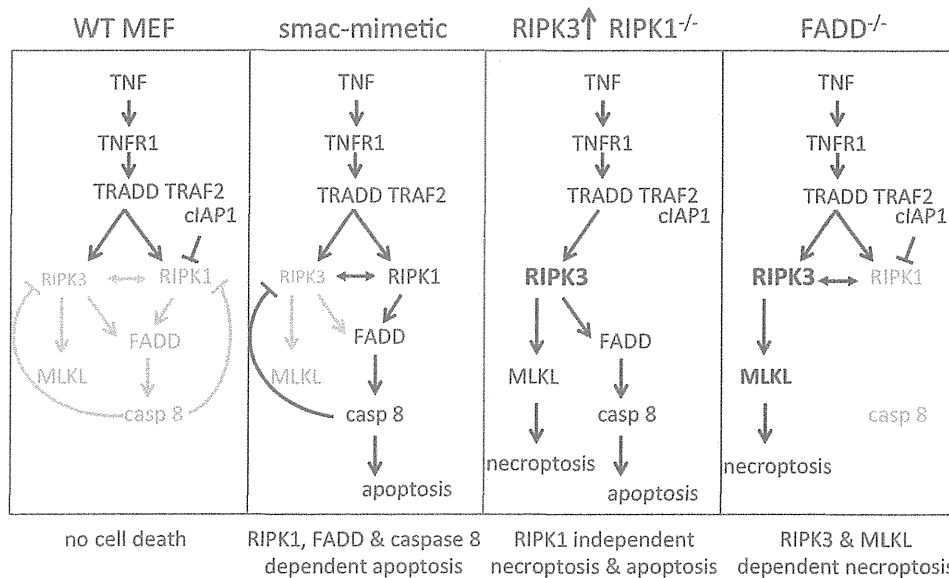 WT MEF
TNF
TNFR1
TRADD TRAF2
cIAP1
RIPK3
RIPK1
FADD
MLKL
casp 8
no cell death
smac-mimetic
TNF
TNFR1
TRADD TRAF2
RIPK3
RIPK1
FADD
MLKL
casp 8
apoptosis
RIPK1, FADD & caspase 8
dependent apoptosis
RIPK3↑ RIPK1-/-
TNF
TNFR1
TRADD TRAF2
cIAP1
RIPK3
FADD
MLKL
casp 8
necroptosis
apoptosis
RIPK1 independent
necroptosis & apoptosis
FADD-/-
TNF
TNFR1
TRADD TRAF2
cIAP1
RIPK3
RIPK1
MLKL
casp 8
necroptosis
RIPK3 & MLKL
dependent necroptosis